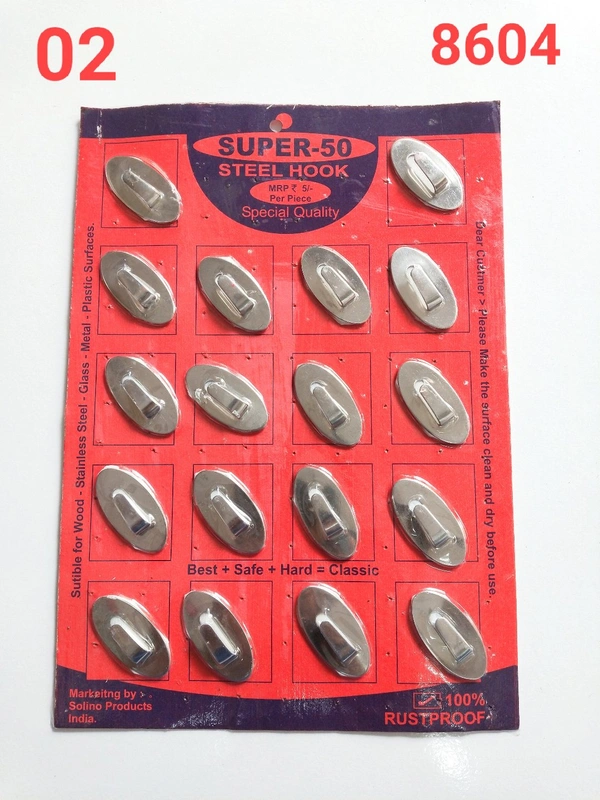 02
8604
SUPER-50
STEEL HOOK
MRP ₹ 5/-
Per Piece
Special Quality
Sutible for Wood - Stainless Steel - Glass - Metal - Plastic Surfaces.
Dear Custmer > Please Make the surface clean and dry before use.
Best + Safe + Hard = Classic
Markeitng by >
Solino Products
India.
100%
RUSTPROOF